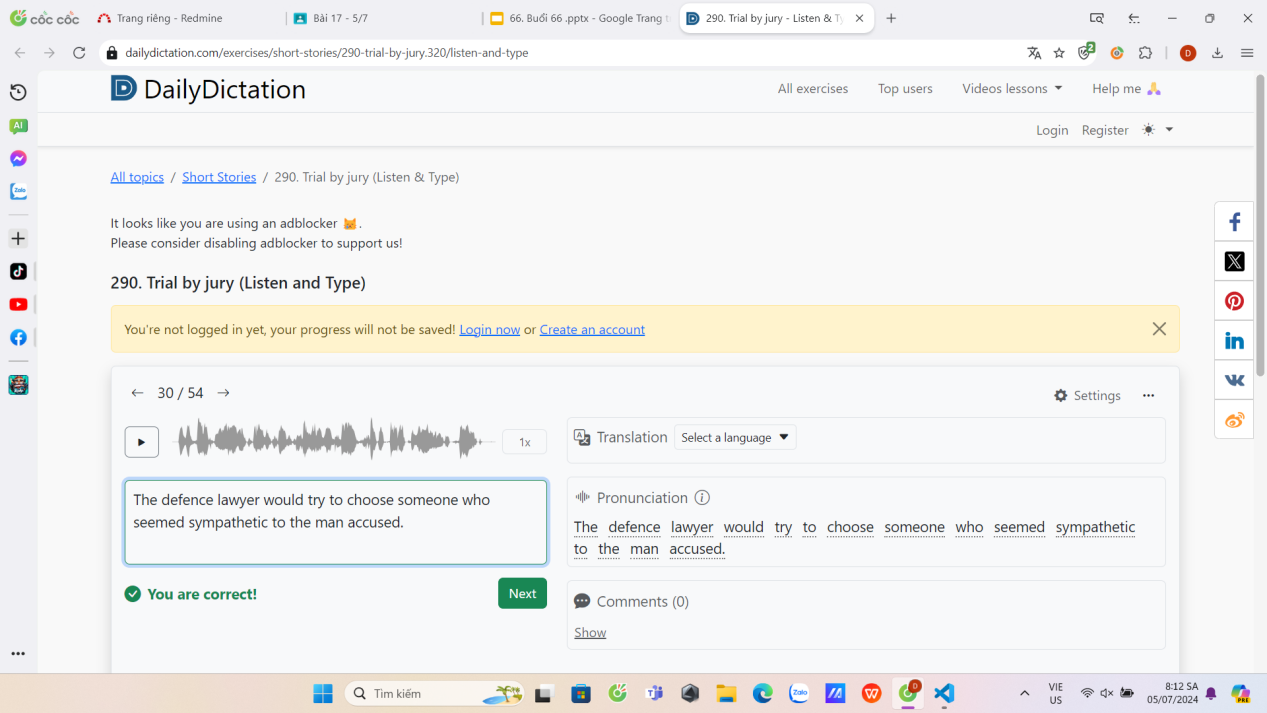 cốc cốc
Trang riêng - Redmine
Bài 17 - 5/7
66. Buổi 66 .pptx - Google Trang t
290. Trial by jury - Listen & Ty
dailydictation.com/exercises/short-stories/290-trial-by-jury.320/listen-and-type
2
D
AI
Zalo
DailyDictation
All exercises
Top users
Videos lessons
Help me
Login
Register
All topics / Short Stories / 290. Trial by jury (Listen & Type)
It looks like you are using an adblocker 😿.
Please consider disabling adblocker to support us!
290. Trial by jury (Listen and Type)
You're not logged in yet, your progress will not be saved! Login now or Create an account
30 / 54
Settings
1x
Translation
Select a language
The defence lawyer would try to choose someone who
seemed sympathetic to the man accused.
Pronunciation
The defence lawyer would try to choose someone who seemed sympathetic
to the man accused.
You are correct!
Next
Comments (0)
Show
Tìm kiếm
Zalo
D
VIE
US
8:12 SA
05/07/2024
PRE